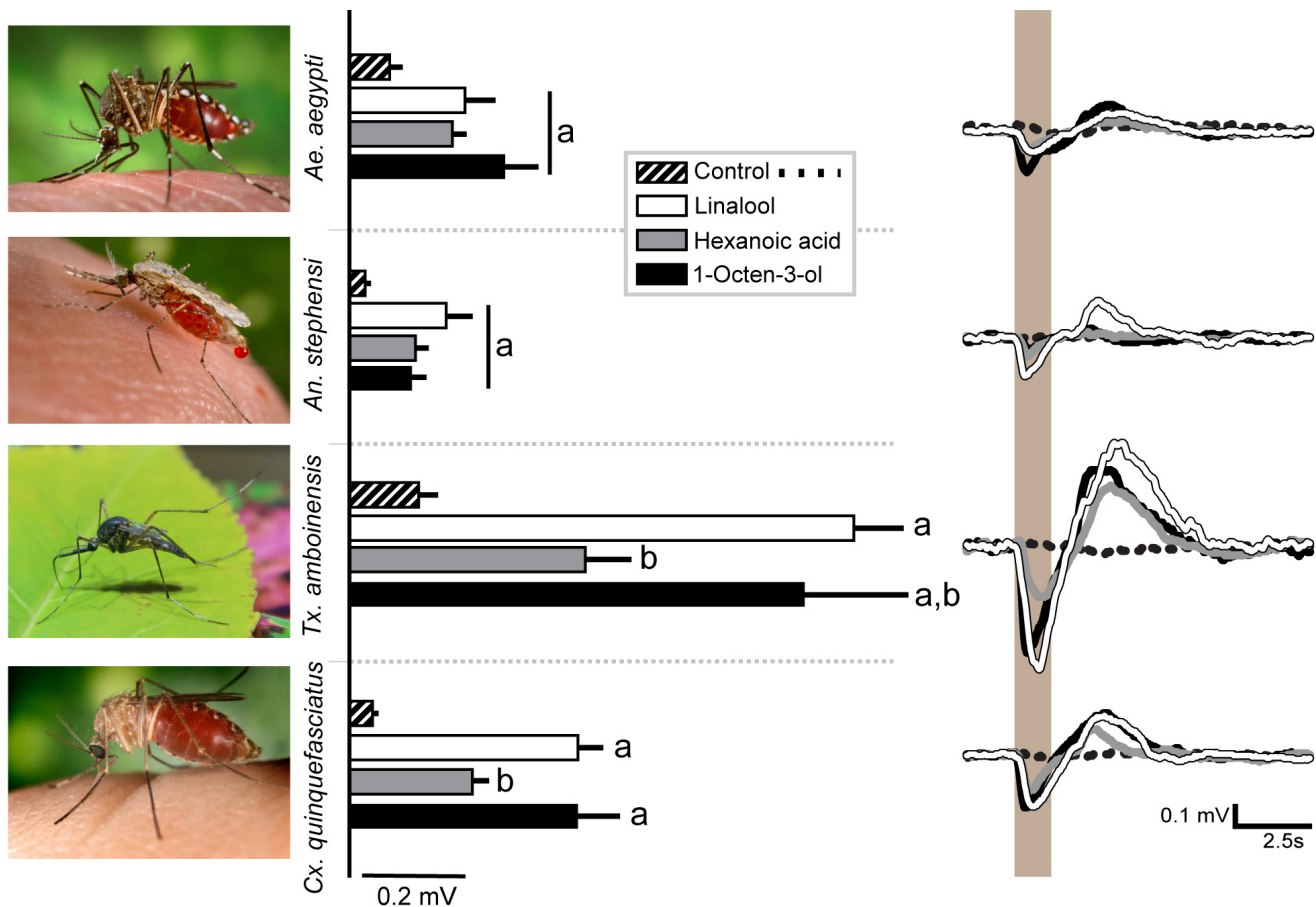 Ae. aegypti
a
Control
Linalool
Hexanoic acid
1-Octen-3-ol
An. stephensi
a
Tx. amboinensis
a
b
a,b
Cx. quinquefasciatus
a
b
a
0.2 mV
0.1 mV
2.5s